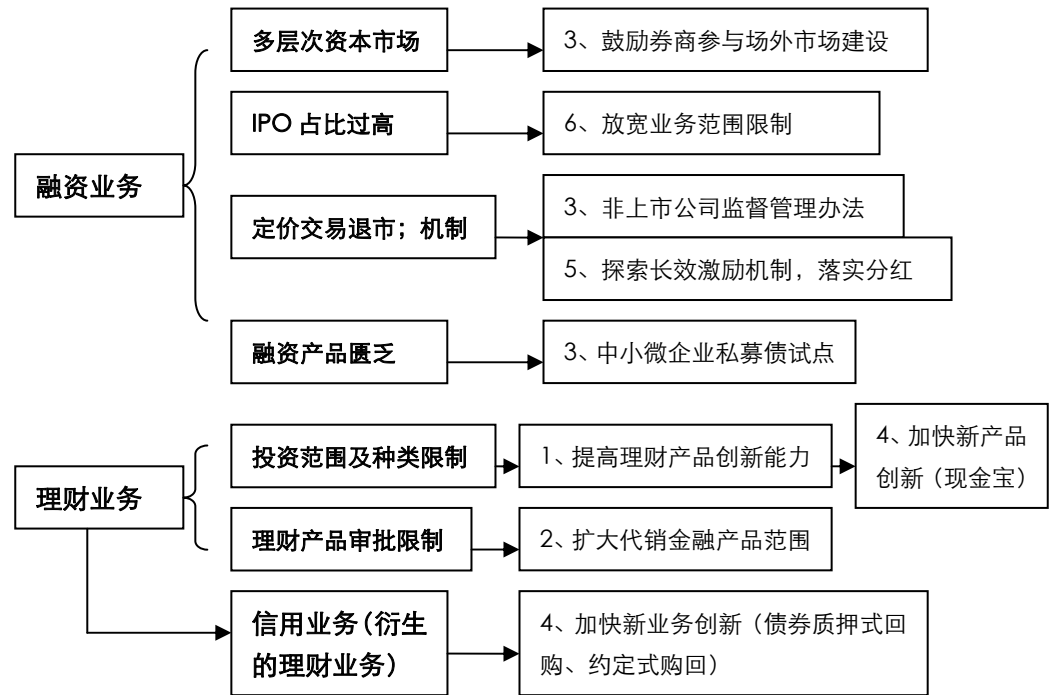 多层次资本市场
3、鼓励券商参与场外市场建设
IPO 占比过高
6、放宽业务范围限制
融资业务
定价交易退市；机制
3、非上市公司监督管理办法
5、探索长效激励机制，落实分红
融资产品匮乏
3、中小微企业私募债试点
理财业务
投资范围及种类限制
1、提高理财产品创新能力
4、加快新产品
创新（现金宝）
理财产品审批限制
2、扩大代销金融产品范围
信用业务（衍生
的理财业务）
4、加快新业务创新（债券质押式回
购、约定式购回）